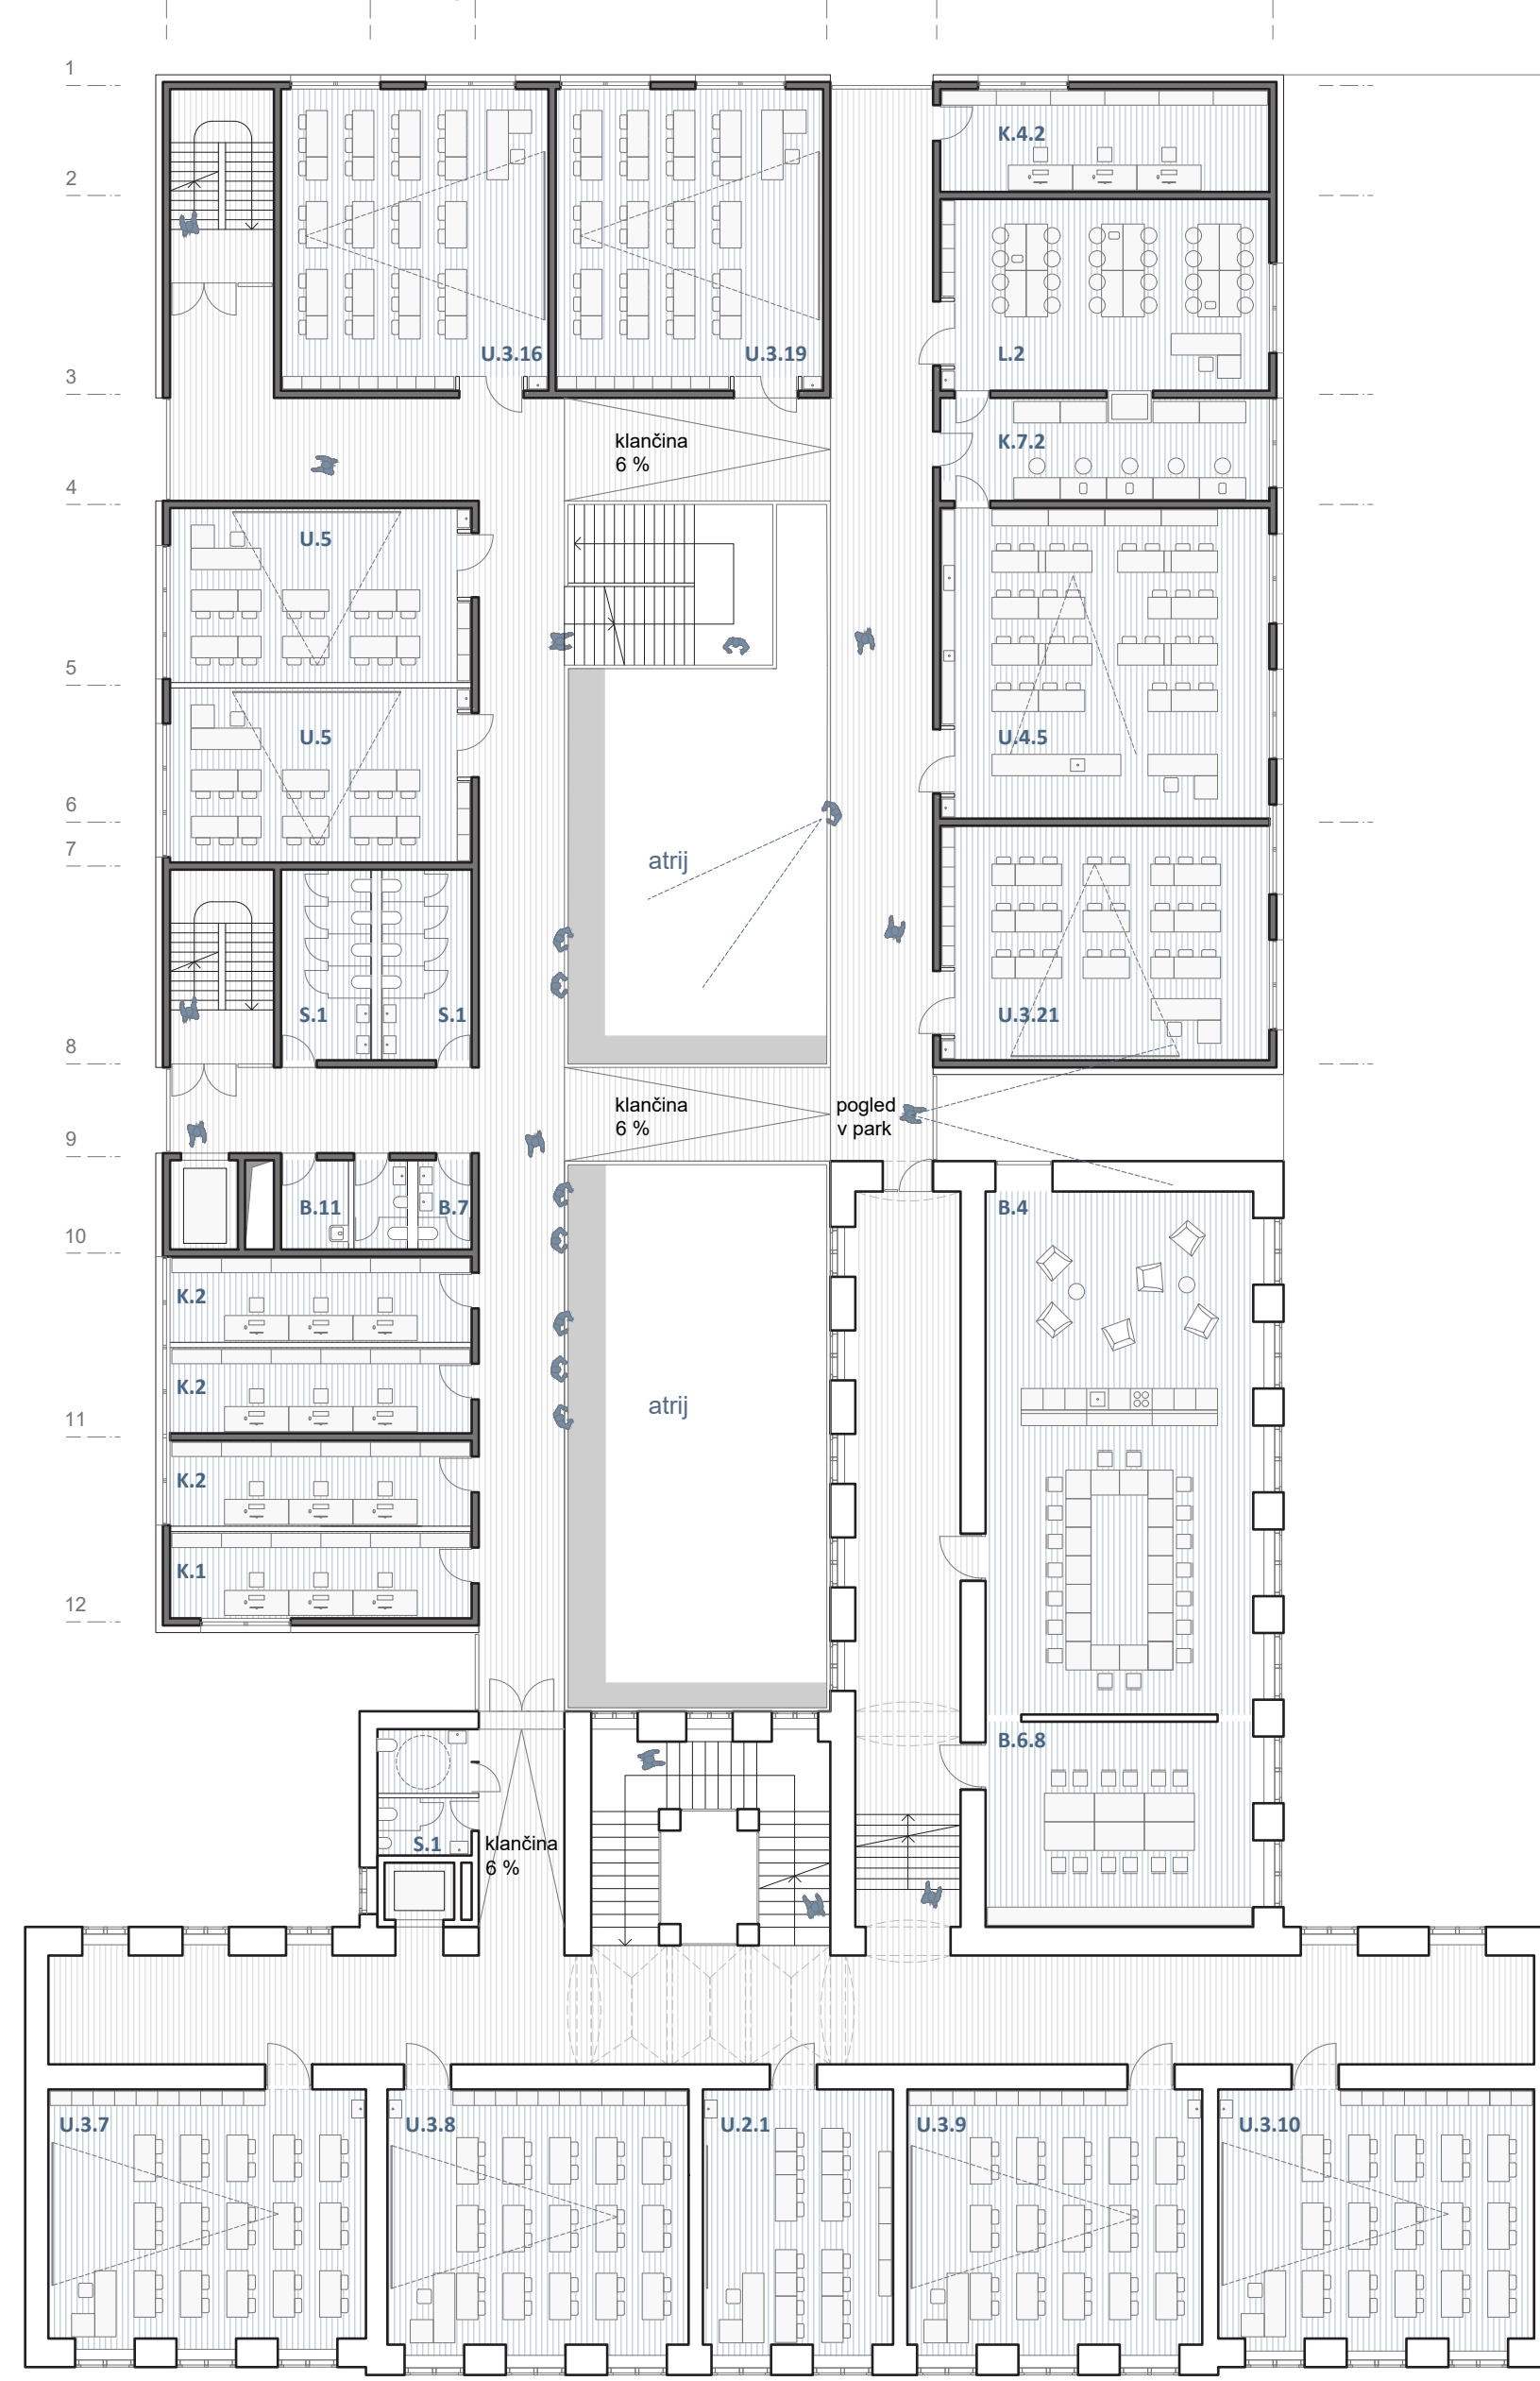 1
K.4.2
2
U.3.16
U.3.19
L.2
3
klančina
6 %
K.7.2
4
U.5
5
U.5
U.4.5
6
7
atrij
S.1
S.1
U.3.21
8
klančina
6 %
pogled
v park
9
B.11
B.7
B.4
10
K.2
K.2
atrij
11
K.2
K.1
12
B.6.8
S.1
klančina
6 %
U.3.7
U.3.8
U.2.1
U.3.9
U.3.10